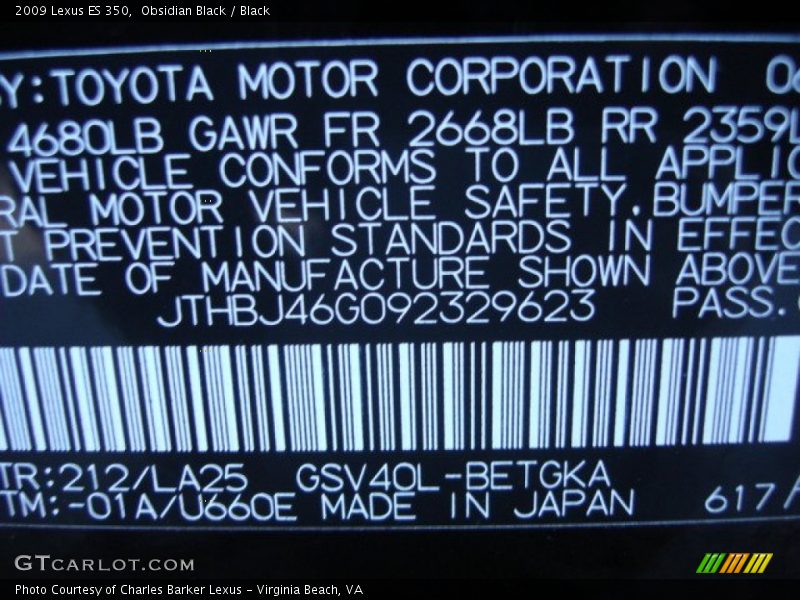 2009 Lexus ES 350,  Obsidian Black / Black
BY:TOYOTA MOTOR CORPORATION 06
4680LB GAWR FR 2668LB RR 2359L
VEHICLE CONFORMS TO ALL APPLIC
RAL MOTOR VEHICLE SAFETY,BUMPER
T PREVENTION STANDARDS IN EFFEC
DATE OF MANUFACTURE SHOWN ABOVE
JTHBJ46G092329623 PASS.
TR:212/LA25 GSV40L-BETGKA
TM:-01A/U660E MADE IN JAPAN 617A
GTCARLOT.COM
Photo Courtesy of Charles Barker Lexus - Virginia Beach, VA